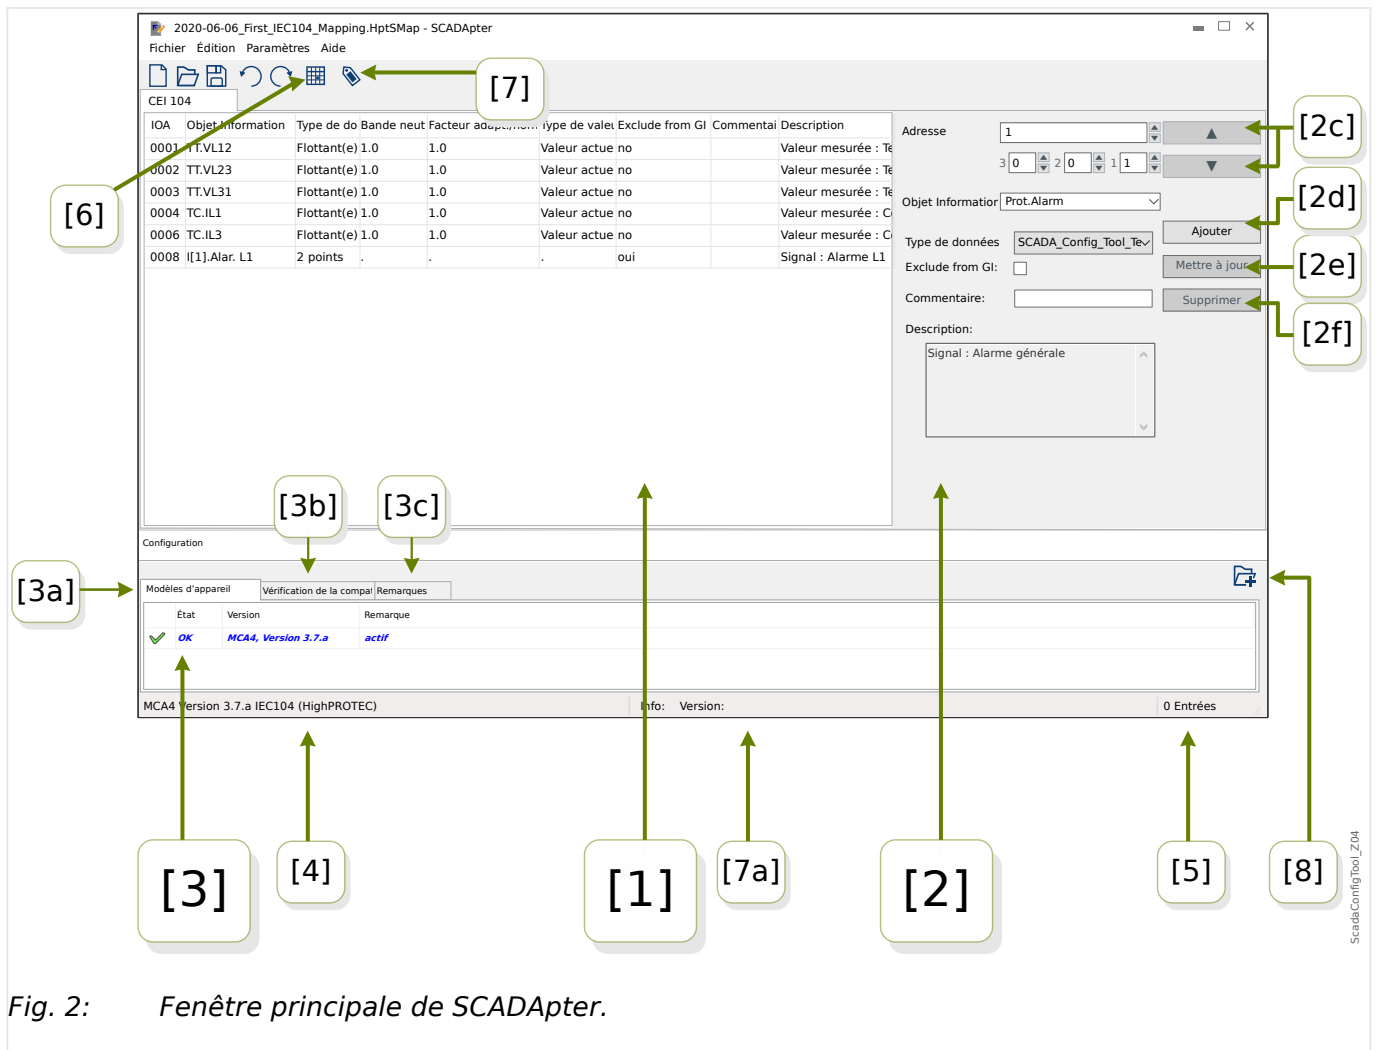 2020-06-06_First_IEC104_Mapping.HptSMap - SCADApter
Fichier Édition Paramètres Aide
[7]
CEI 104
IOA Objet Information Type de do Bande neut Facteur adapt./norm Type de valeu Exclude from GI Commentai Description
0001 TT.VL12 Flottant(e) 1.0 1.0 Valeur actue no Valeur mesurée : Te
0002 TT.VL23 Flottant(e) 1.0 1.0 Valeur actue no Valeur mesurée : Te
0003 TT.VL31 Flottant(e) 1.0 1.0 Valeur actue no Valeur mesurée : Te
0004 TC.IL1 Flottant(e) 1.0 1.0 Valeur actue no Valeur mesurée : C
0006 TC.IL3 Flottant(e) 1.0 1.0 Valeur actue no Valeur mesurée : C
0008 I[1].Alar. L1 2 points . . . oui Signal : Alarme L1
[6]
Adresse 1
3 0 2 0 1 1
Objet Information Prot.Alarm
Type de données SCADA_Config_Tool_Te
Exclude from GI:
Commentaire:
Description:
Signal : Alarme générale
Ajouter
Mettre à jour
Supprimer
[2c]
[2d]
[2e]
[2f]
[3b] [3c]
Configuration
[3a]
Modèles d'appareil Vérification de la compat Remarques
État Version Remarque
OK MCA4, Version 3.7.a actif
MCA4 Version 3.7.a IEC104 (HighPROTEC) Info: Version: 0 Entrées
[3] [4] [1] [7a] [2] [5] [8]
ScadaConfigTool_Z04
Fig. 2: Fenêtre principale de SCADApter.